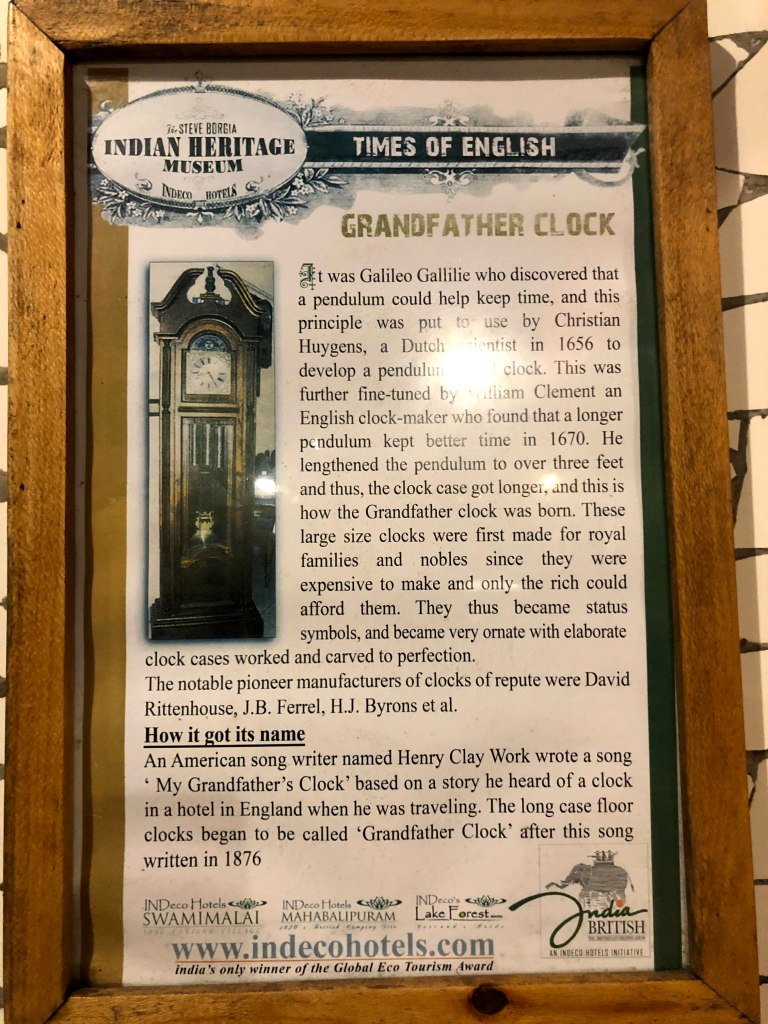 The STEVE BORGIA
INDIAN HERITAGE
MUSEUM
INDECO HOTELS
TIMES OF ENGLISH
GRANDFATHER CLOCK
It was Galileo Gallilie who discovered that
a pendulum could help keep time, and this
principle was put to use by Christian
Huygens, a Dutch scientist in 1656 to
develop a pendulum clock. This was
further fine-tuned by William Clement an
English clock-maker who found that a longer
pendulum kept better time in 1670. He
lengthened the pendulum to over three feet
and thus, the clock case got longer, and this is
how the Grandfather clock was born. These
large size clocks were first made for royal
families and nobles since they were
expensive to make and only the rich could
afford them. They thus became status
symbols, and became very ornate with elaborate
clock cases worked and carved to perfection.
The notable pioneer manufacturers of clocks of repute were David
Rittenhouse, J.B. Ferrel, H.J. Byrons et al.
How it got its name
An American song writer named Henry Clay Work wrote a song
‘ My Grandfather’s Clock’ based on a story he heard of a clock
in a hotel in England when he was traveling. The long case floor
clocks began to be called ‘Grandfather Clock’ after this song
written in 1876
INDeco Hotels
SWAMIMALAI
INDeco Hotels
MAHABALIPURAM
INDeco's
Lake Forest
India
BRITISH
AN INDECO HOTELS INITIATIVE
www.indecohotels.com
india's only winner of the Global Eco Tourism Award